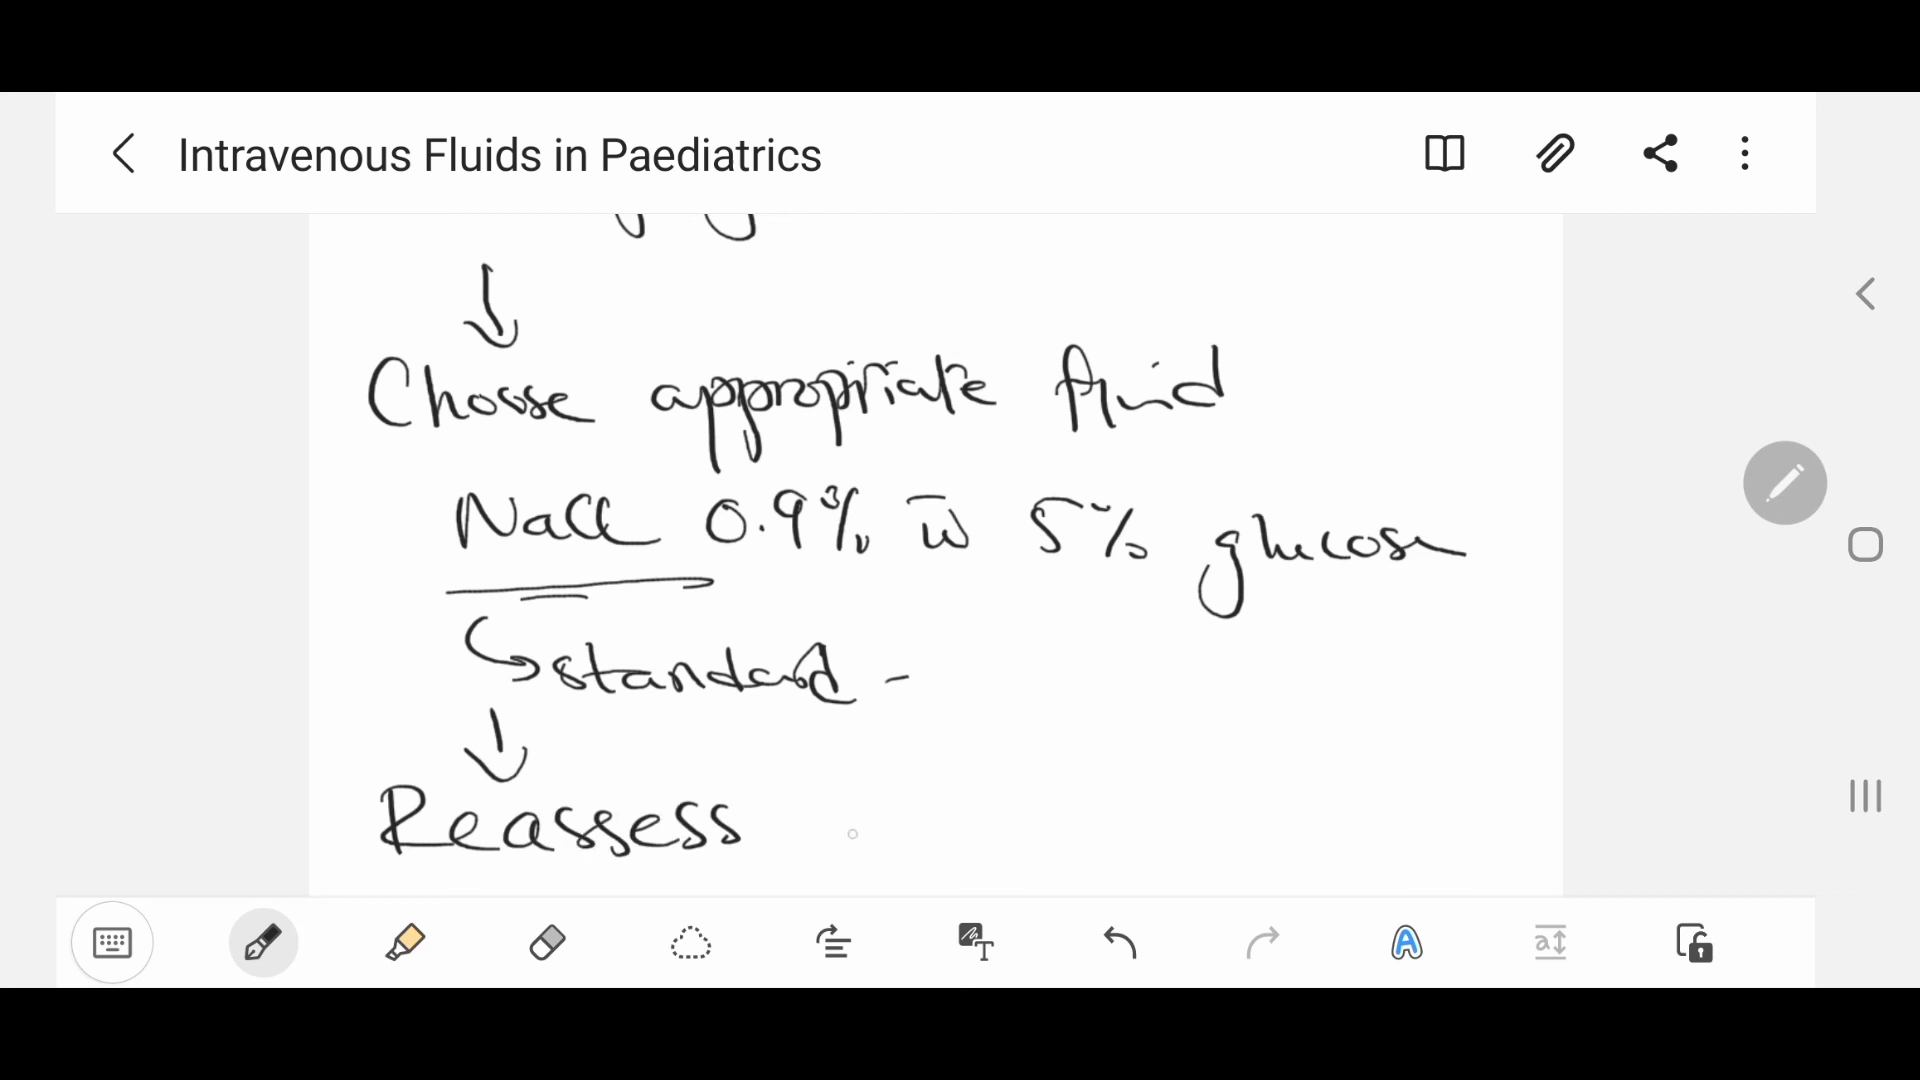 Intravenous Fluids in Paediatrics
Choose appropriate fluid
NaCl 0.9% w̄ 5% glucose
standard -
Reassess